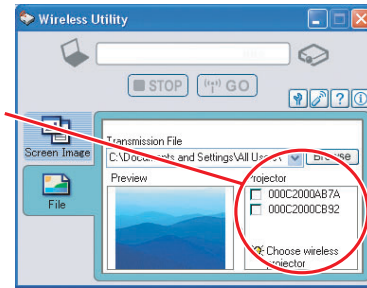 Wireless Utility
STOP
GO
?
Transmission File
Screen Image
C:\Documents and Settings\All Users\
Browse
Preview
Projector
000C2000AB7A
000C2000CB92
File
Choose wireless
projector